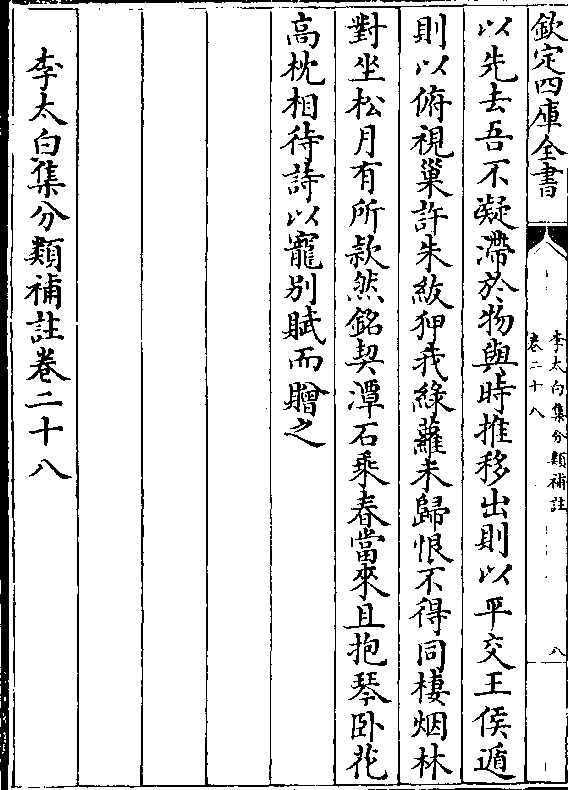 欽定四庫全書
李太白集分類補註
卷二十八
八
以先去吾不凝滯於物與時推移出則以平交王侯遁
則以俯視巢許朱紱狎我綠蘿未歸恨不得同棲烟林
對坐松月有所款然銘契潭石乘春當來且抱琴卧花
高枕相待詩以寵别賦而贈之
李太白集分類補註卷二十八